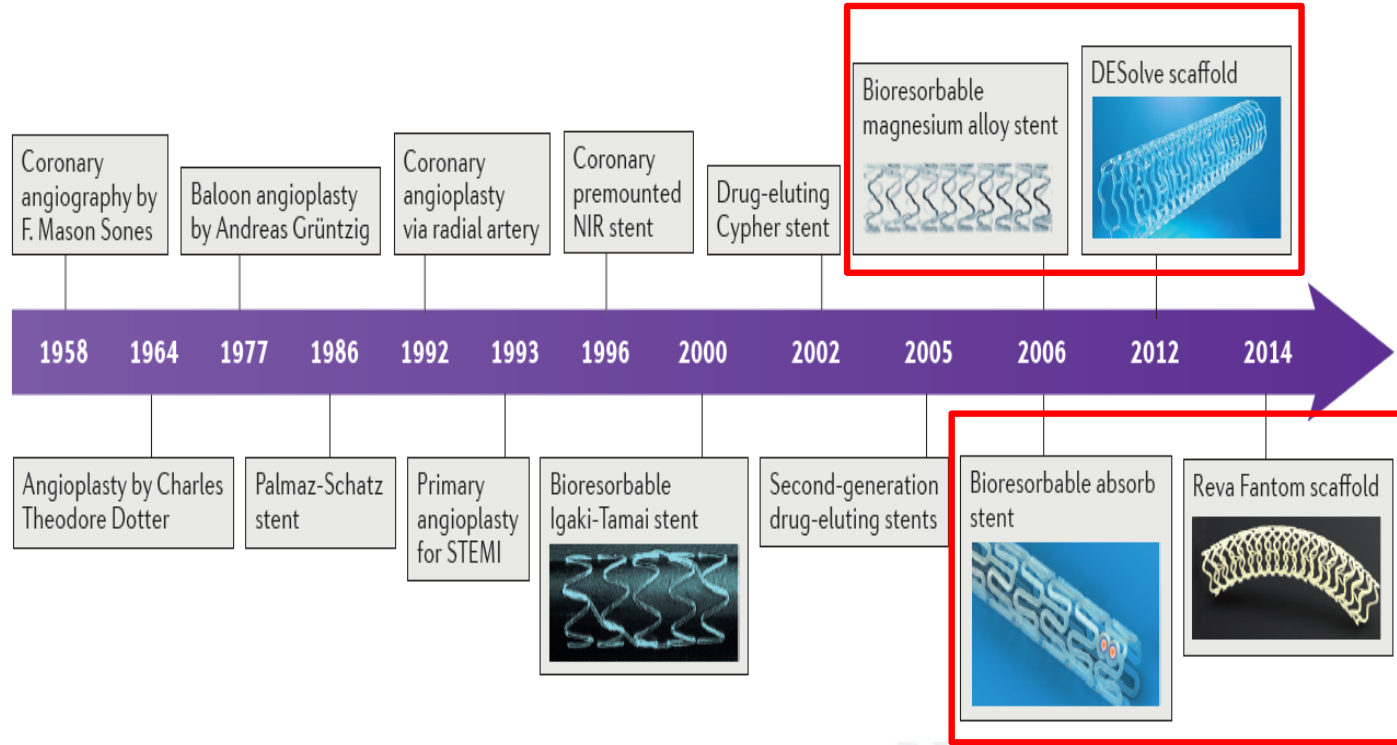 Coronary
angiography by
F. Mason Sones
Baloon angioplasty
by Andreas Grüntzig
Coronary
angioplasty
via radial artery
Coronary
premounted
NIR stent
Drug-eluting
Cypher stent
Bioresorbable
magnesium alloy stent
DESolve scaffold
1958 1964 1977 1986 1992 1993 1996 2000 2002 2005 2006 2012 2014
Angioplasty by Charles
Theodore Dotter
Palmaz-Schatz
stent
Primary
angioplasty
for STEMI
Bioresorbable
Igaki-Tamai stent
Second-generation
drug-eluting stents
Bioresorbable absorb
stent
Reva Fantom scaffold